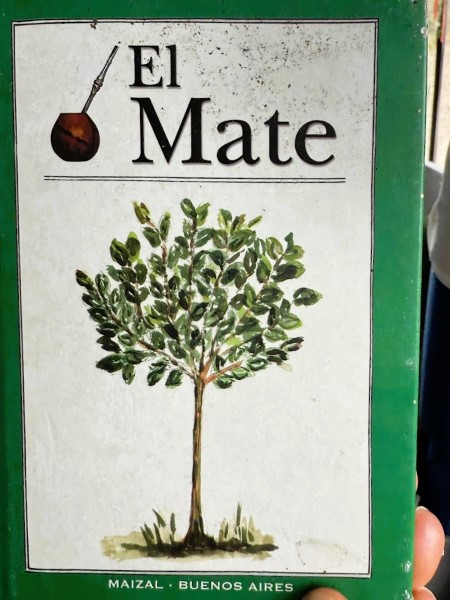 El
Mate
MAIZAL · BUENOS AIRES